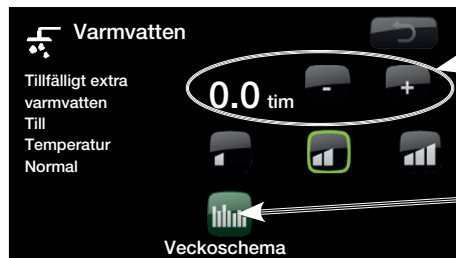 Varmvatten
Tillfälligt extra
varmvatten
Till
Temperatur
Normal
0.0 tim
- +
Veckoschema